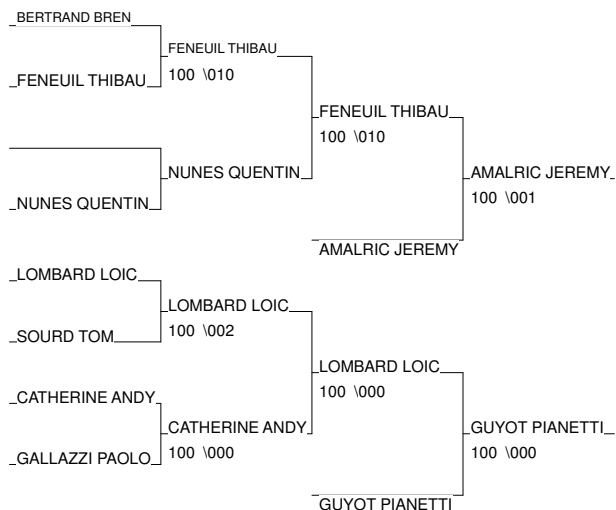 BERTRAND BREN
FENEUIL THIBAU
100 \010
FENEUIL THIBAU
FENEUIL THIBAU
100 \010
NUNES QUENTIN
NUNES QUENTIN
AMALRIC JEREMY
100 \001
AMALRIC JEREMY
LOMBARD LOIC
LOMBARD LOIC
100 \002
SOURD TOM
LOMBARD LOIC
100 \000
CATHERINE ANDY
CATHERINE ANDY
100 \000
GALLAZZI PAOLO
GUYOT PIANETTI
100 \000
GUYOT PIANETTI